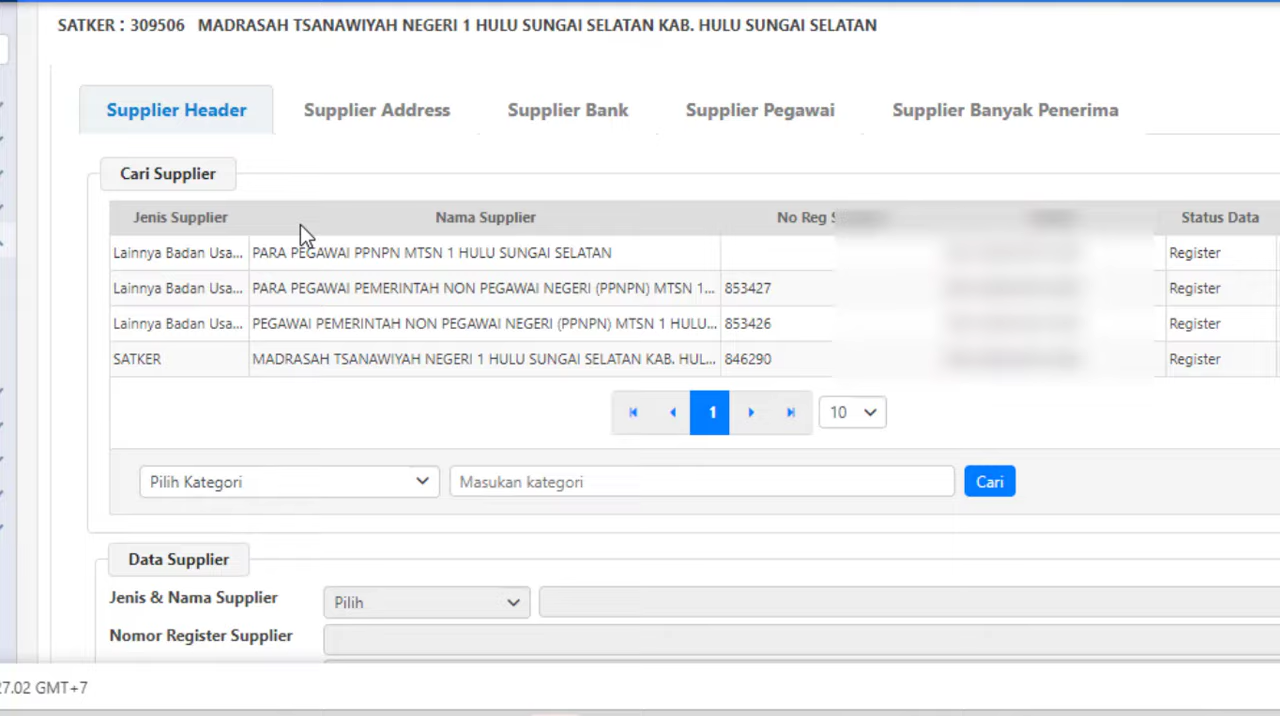 SATKER : 309506 MADRASAH TSANAWIYAH NEGERI 1 HULU SUNGAI SELATAN KAB. HULU SUNGAI SELATAN
Supplier Header Supplier Address Supplier Bank Supplier Pegawai Supplier Banyak Penerima
Cari Supplier
Jenis Supplier Nama Supplier No Reg Status Data
Lainnya Badan Usa... PARA PEGAWAI PPNPN MTSN 1 HULU SUNGAI SELATAN Register
Lainnya Badan Usa... PARA PEGAWAI PEMERINTAH NON PEGAWAI NEGERI (PPNPN) MTSN 1... 853427 Register
Lainnya Badan Usa... PEGAWAI PEMERINTAH NON PEGAWAI NEGERI (PPNPN) MTSN 1 HULU... 853426 Register
SATKER MADRASAH TSANAWIYAH NEGERI 1 HULU SUNGAI SELATAN KAB. HUL... 846290 Register
1 10
Pilih Kategori Masukan kategori Cari
Data Supplier
Jenis & Nama Supplier Pilih
Nomor Register Supplier
27.02 GMT+7